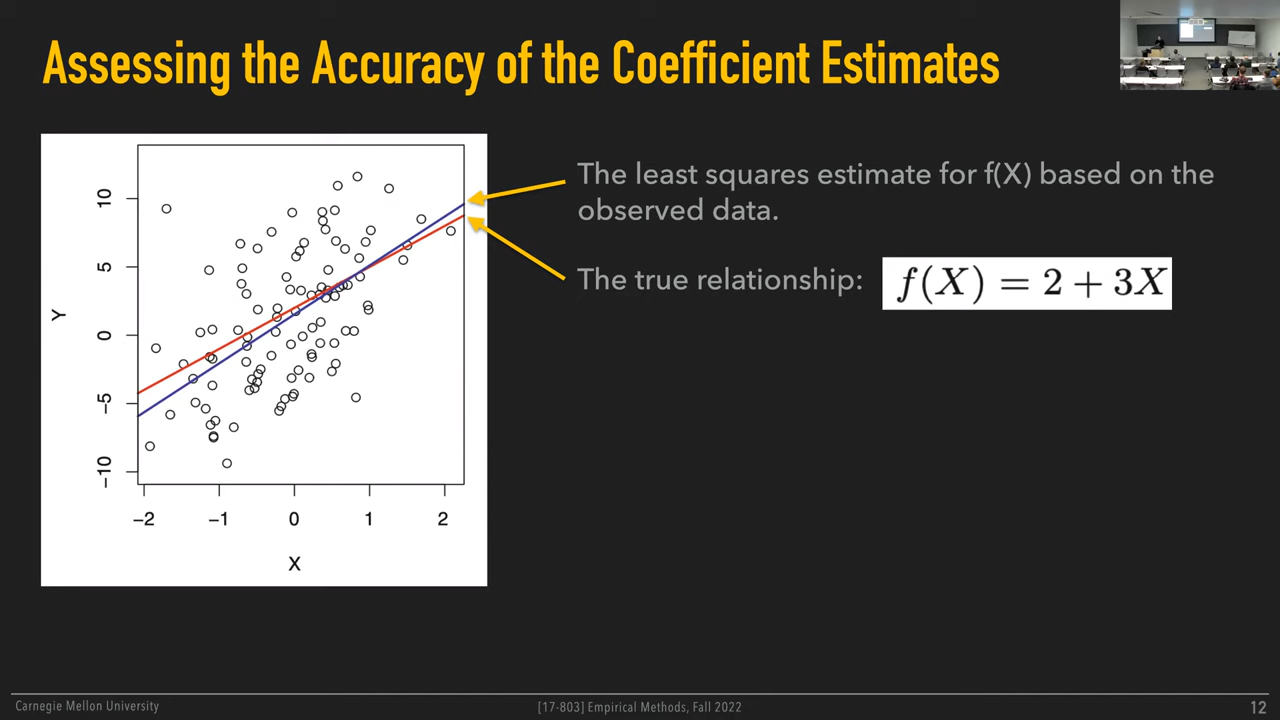 Assessing the Accuracy of the Coefficient Estimates
The least squares estimate for f(X) based on the
observed data.
The true relationship:
f(X) = 2 + 3X
10
5
0
−5
−10
Y
−2
−1
0
1
2
X
Carnegie Mellon University
[17-803] Empirical Methods, Fall 2022
12